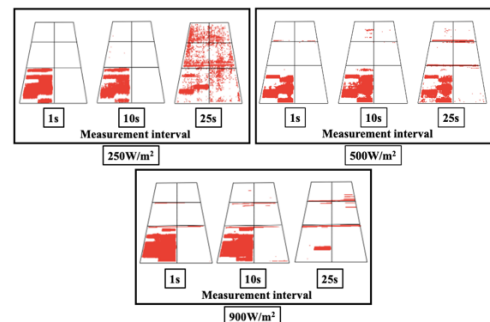 1s 10s 25s
Measurement interval
250W/m²
1s 10s 25s
Measurement interval
500W/m²
1s 10s 25s
Measurement interval
900W/m²